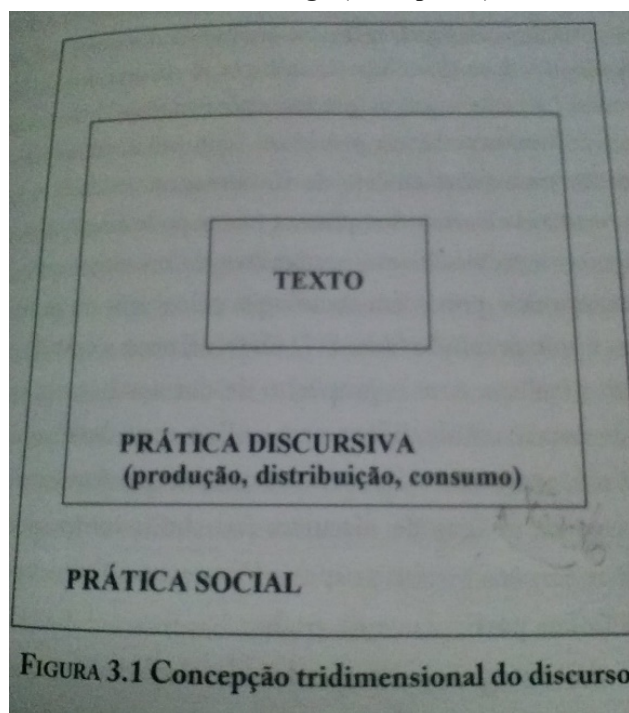 TEXTO
PRÁTICA DISCURSIVA
(produção, distribuição, consumo)
PRÁTICA SOCIAL
FIGURA 3.1 Concepção tridimensional do discurso